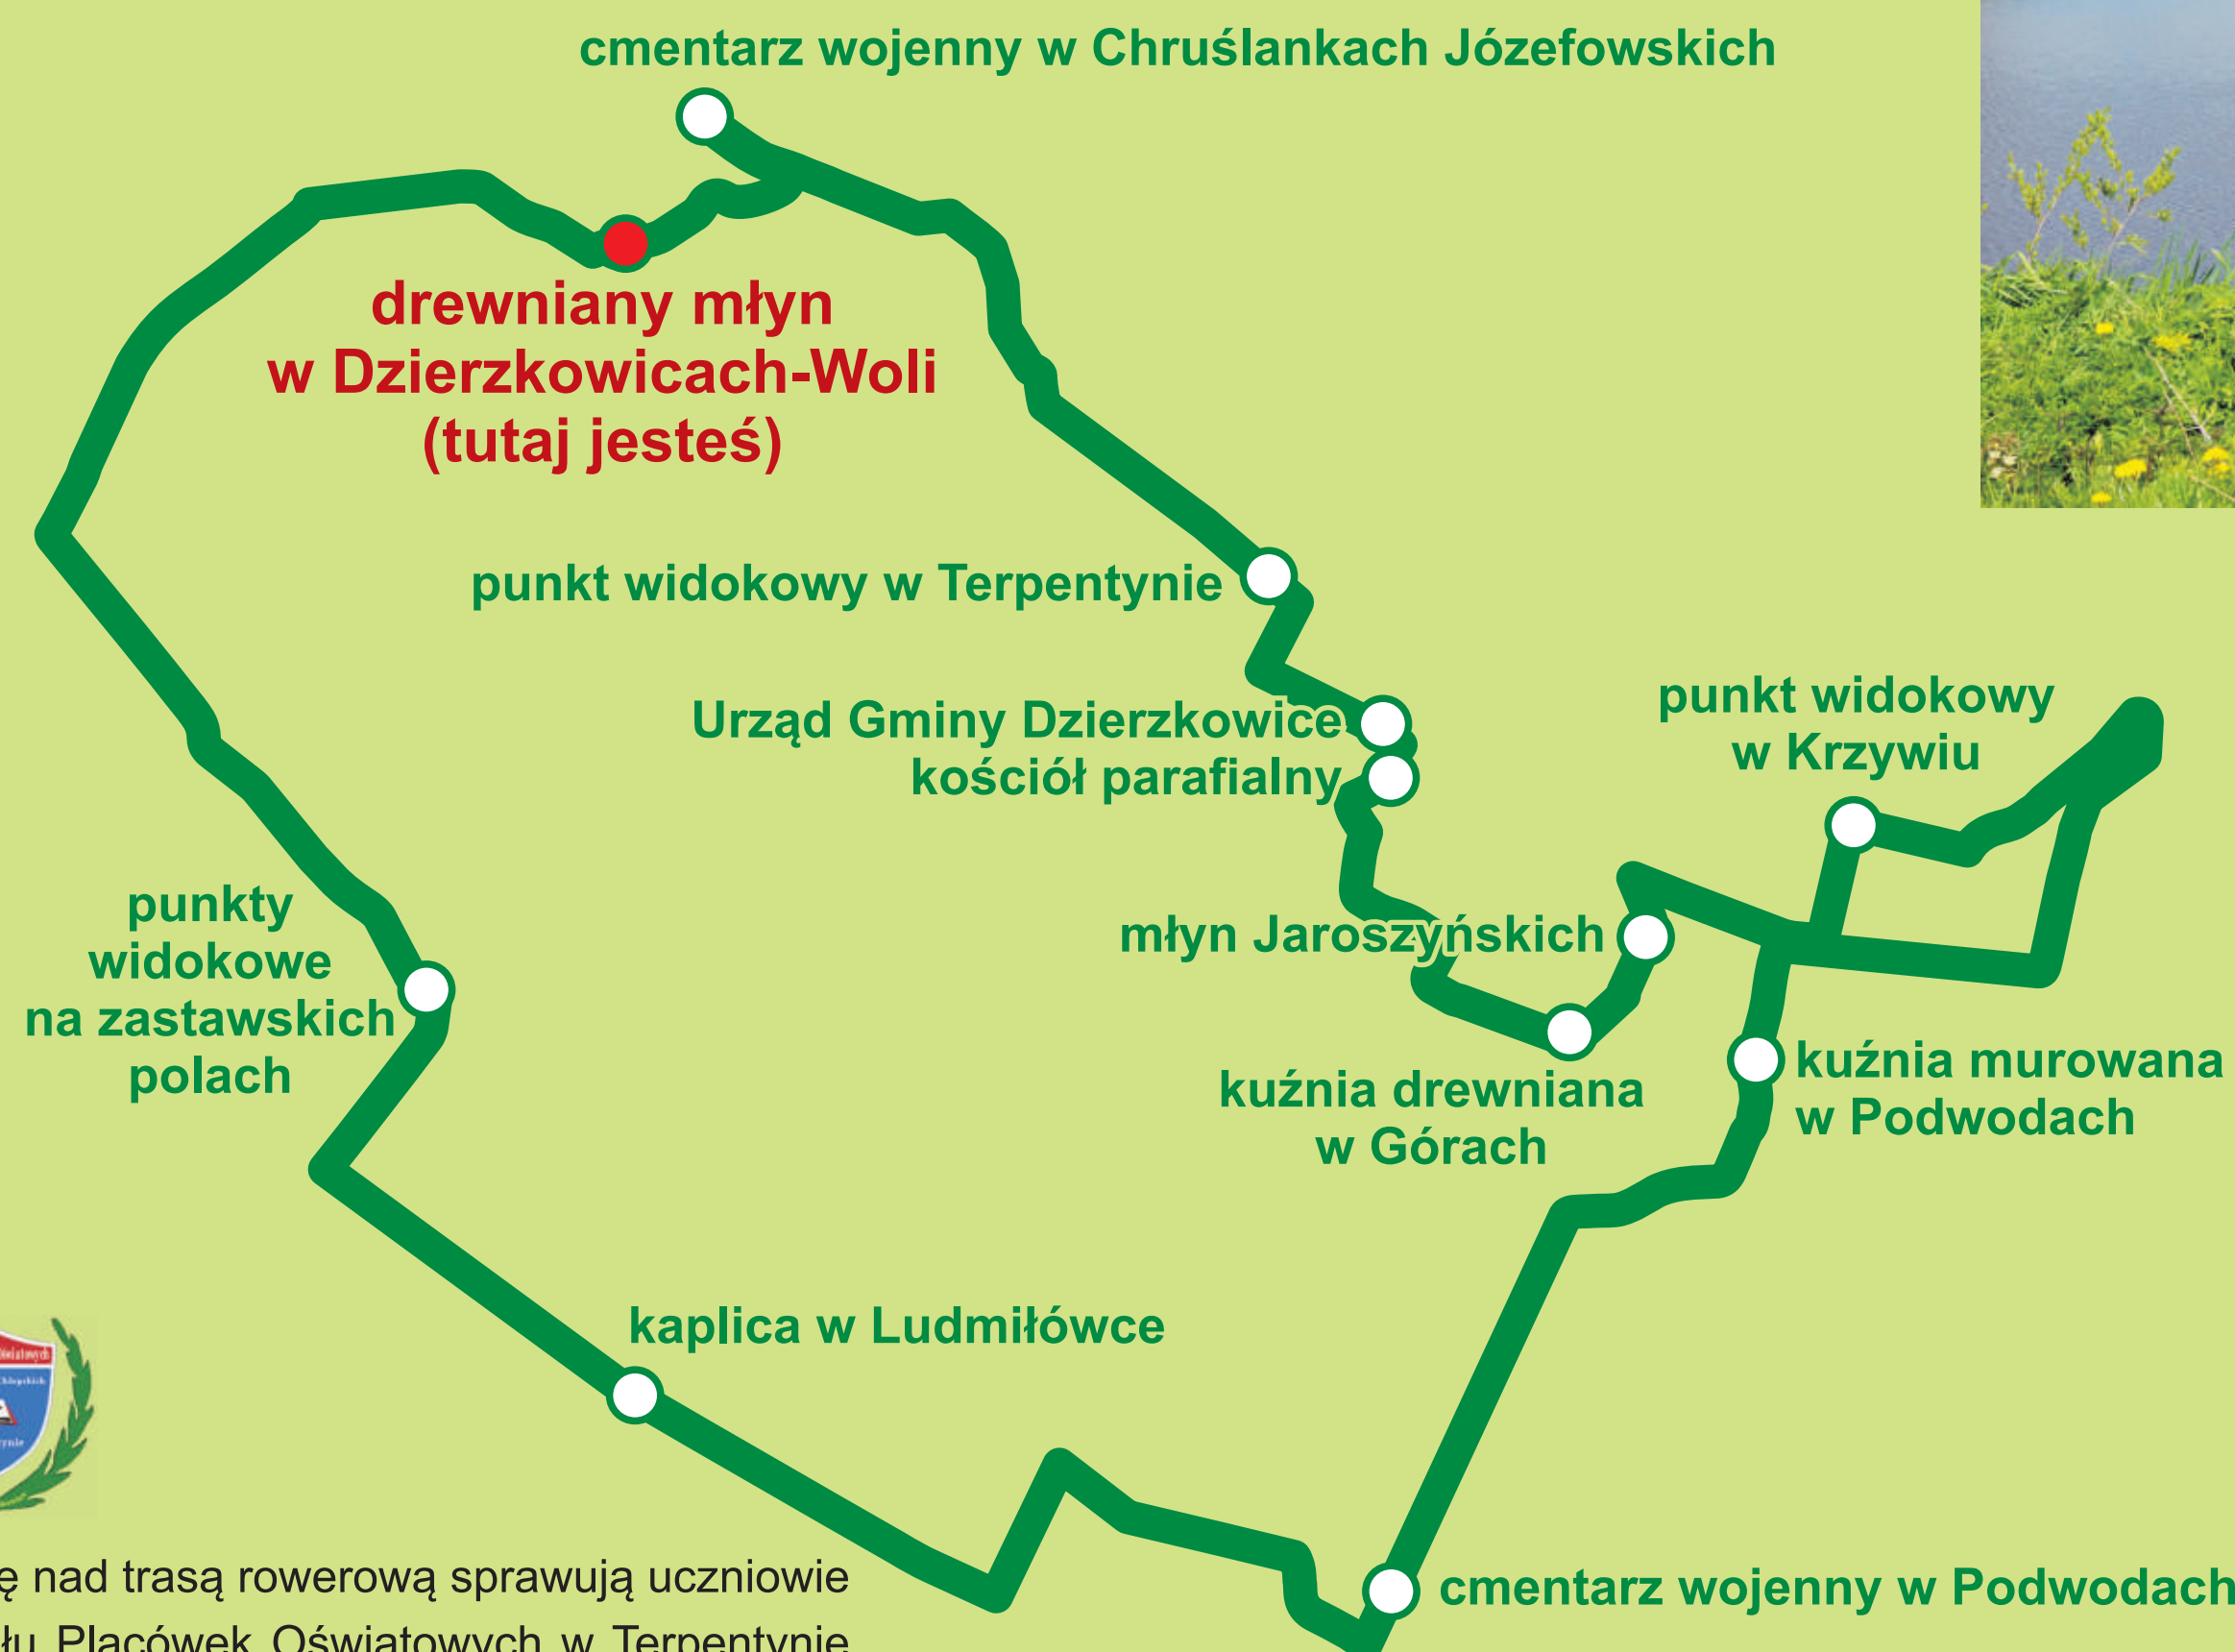 cmentarz wojenny w Chruślankach Józefowskich
drewniany młyn
w Dzierzkowicach-Woli
(tutaj jesteś)
punkt widokowy w Terpentynie
Urząd Gminy Dzierzkowice
kościół parafialny
punkt widokowy
w Krzywiu
młyn Jaroszyńskich
punkty
widokowe
na zastawskich
polach
kuźnia drewniana
w Górach
kuźnia murowana
w Podwodach
kaplica w Ludmiłówce
cmentarz wojenny w Podwodach
nad trasą rowerową sprawują uczniowie
Placówek Oświatowych w Terpentynie